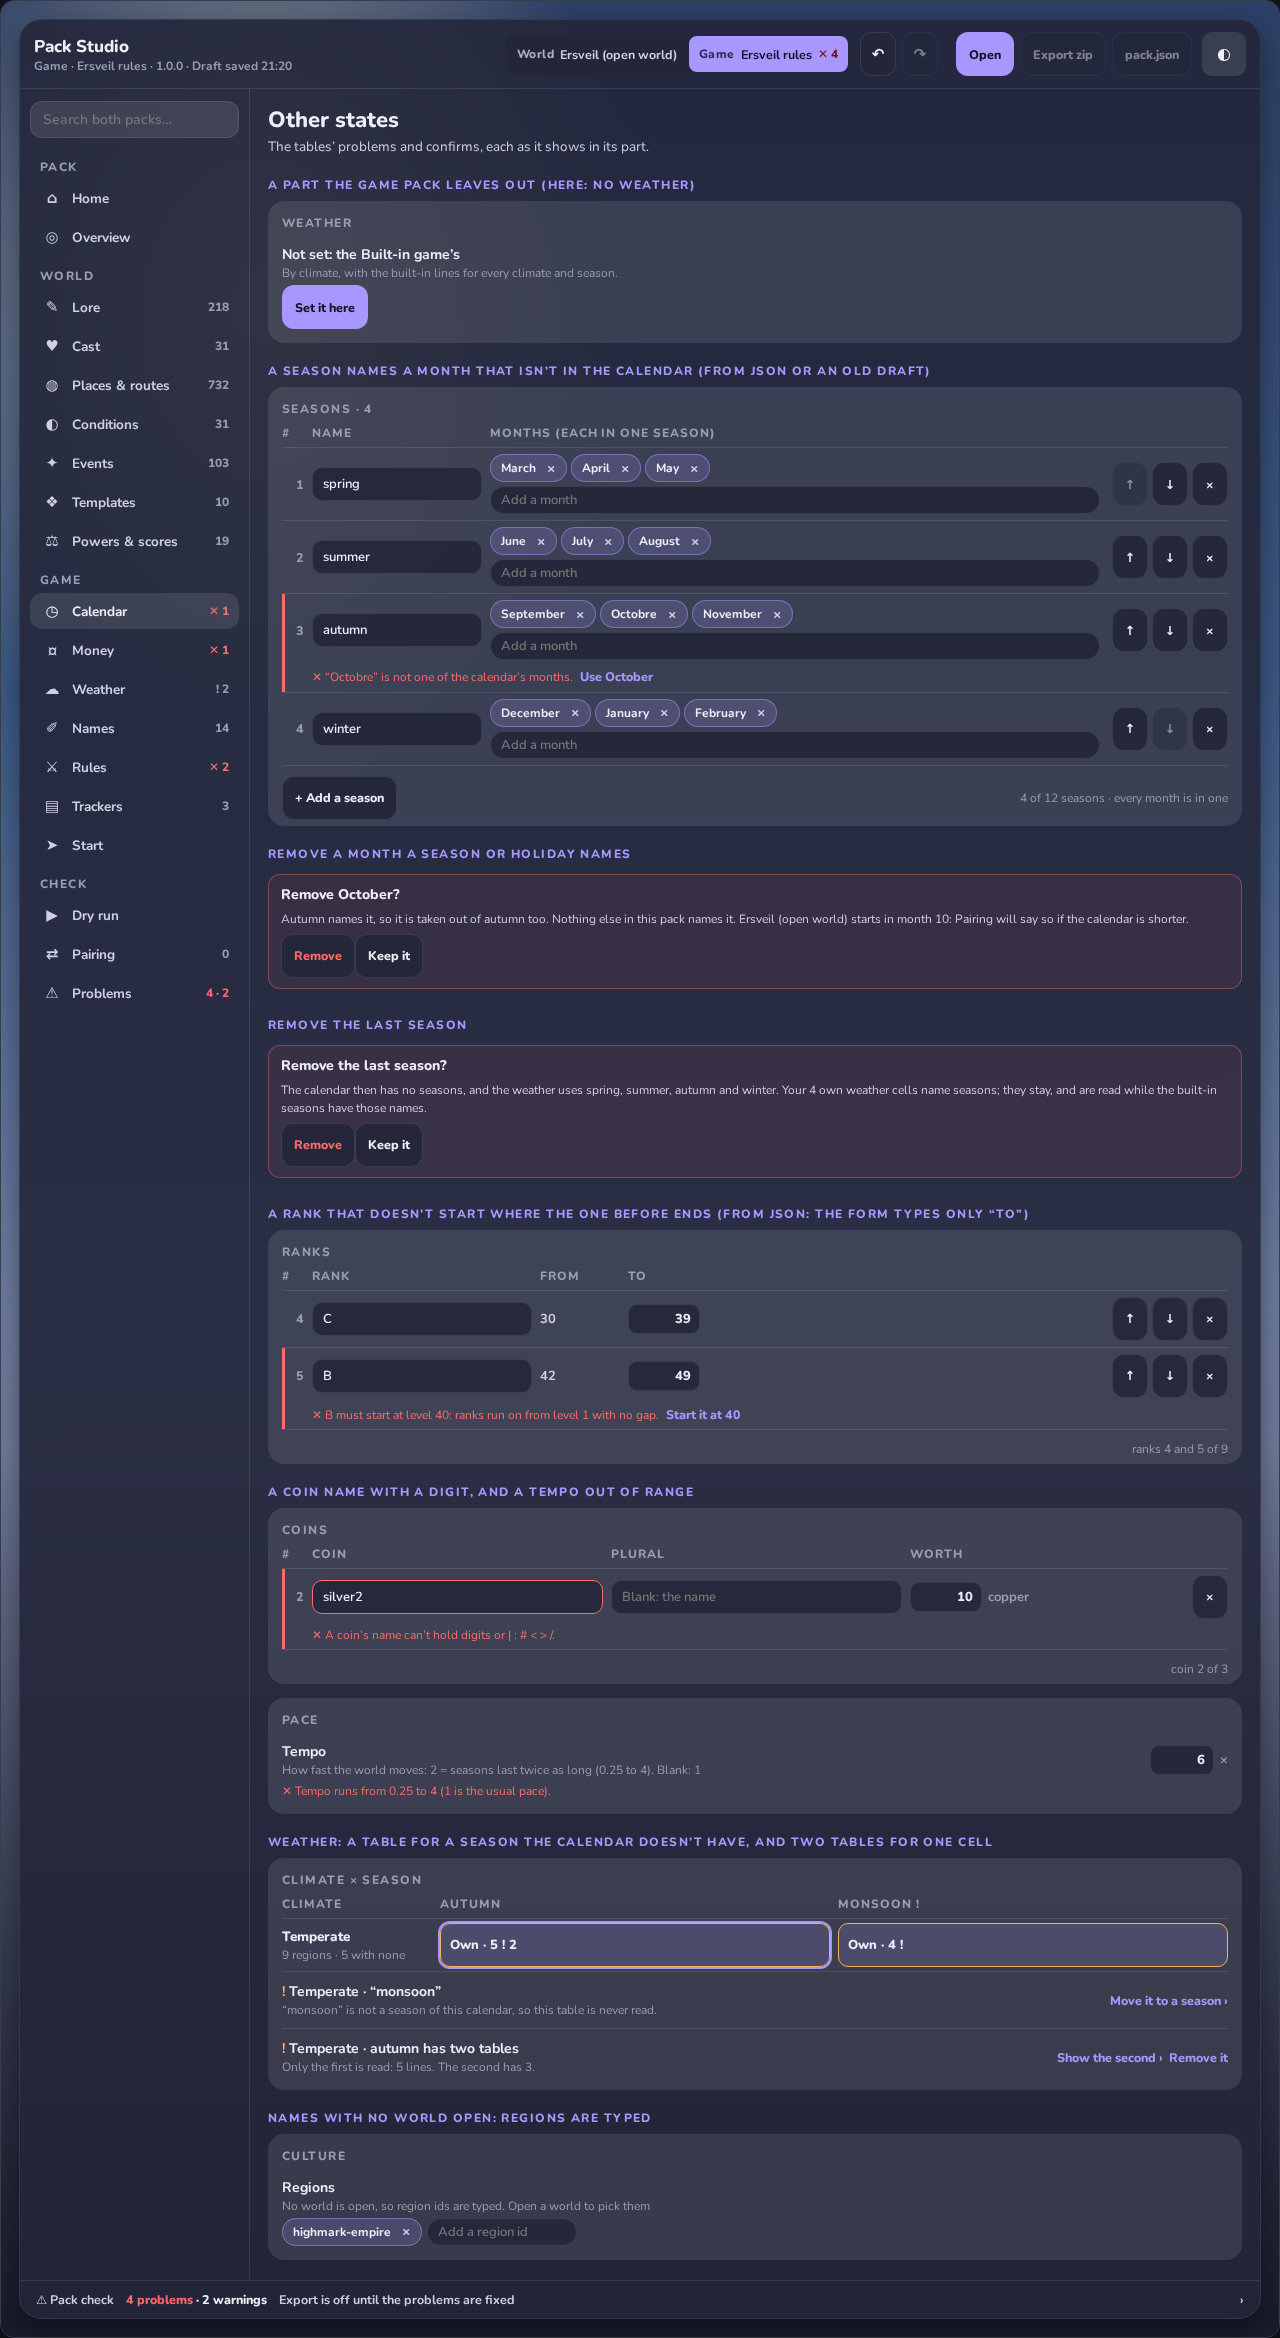 Pack Studio
Game · Ersveil rules · 1.0.0 · Draft saved 21:20
World Ersveil (open world)
Game Ersveil rules × 4
Open
Export zip
pack.json
Search both packs…
PACK
Home
Overview
WORLD
Lore 218
Cast 31
Places & routes 732
Conditions 31
Events 103
Templates 10
Powers & scores 19
GAME
Calendar × 1
Money × 1
Weather ! 2
Names 14
Rules × 2
Trackers 3
Start
CHECK
Dry run
Pairing 0
Problems 4 · 2
Other states
The tables’ problems and confirms, each as it shows in its part.
A PART THE GAME PACK LEAVES OUT (HERE: NO WEATHER)
WEATHER
Not set: the Built-in game’s
By climate, with the built-in lines for every climate and season.
Set it here
A SEASON NAMES A MONTH THAT ISN’T IN THE CALENDAR (FROM JSON OR AN OLD DRAFT)
SEASONS · 4
# NAME MONTHS (EACH IN ONE SEASON)
1 spring March × April × May × ↑ ↓ ×
Add a month
2 summer June × July × August × ↑ ↓ ×
Add a month
3 autumn September × Octobre × November × ↑ ↓ ×
Add a month
× “Octobre” is not one of the calendar’s months. Use October
4 winter December × January × February × ↑ ↓ ×
Add a month
+ Add a season
4 of 12 seasons · every month is in one
REMOVE A MONTH A SEASON OR HOLIDAY NAMES
Remove October?
Autumn names it, so it is taken out of autumn too. Nothing else in this pack names it. Ersveil (open world) starts in month 10: Pairing will say so if the calendar is shorter.
Remove Keep it
REMOVE THE LAST SEASON
Remove the last season?
The calendar then has no seasons, and the weather uses spring, summer, autumn and winter. Your 4 own weather cells name seasons; they stay, and are read while the built-in
seasons have those names.
Remove Keep it
A RANK THAT DOESN’T START WHERE THE ONE BEFORE ENDS (FROM JSON: THE FORM TYPES ONLY “TO”)
RANKS
# RANK FROM TO
4 C 30 39 ↑ ↓ ×
5 B 42 49 ↑ ↓ ×
× B must start at level 40: ranks run on from level 1 with no gap. Start it at 40
ranks 4 and 5 of 9
A COIN NAME WITH A DIGIT, AND A TEMPO OUT OF RANGE
COINS
# COIN PLURAL WORTH
2 silver2 Blank: the name 10 copper ×
× A coin’s name can’t hold digits or | : # < > /.
coin 2 of 3
PACE
Tempo
How fast the world moves: 2 = seasons last twice as long (0.25 to 4). Blank: 1
6 ×
× Tempo runs from 0.25 to 4 (1 is the usual pace).
WEATHER: A TABLE FOR A SEASON THE CALENDAR DOESN’T HAVE, AND TWO TABLES FOR ONE CELL
CLIMATE × SEASON
CLIMATE AUTUMN MONSOON !
Temperate
9 regions · 5 with none
Own · 5 ! 2
Own · 4 !
! Temperate · “monsoon”
“monsoon” is not a season of this calendar, so this table is never read.
Move it to a season ›
! Temperate · autumn has two tables
Only the first is read: 5 lines. The second has 3.
Show the second › Remove it
NAMES WITH NO WORLD OPEN: REGIONS ARE TYPED
CULTURE
Regions
No world is open, so region ids are typed. Open a world to pick them
highmark-empire × Add a region id
⚠ Pack check 4 problems · 2 warnings Export is off until the problems are fixed ›